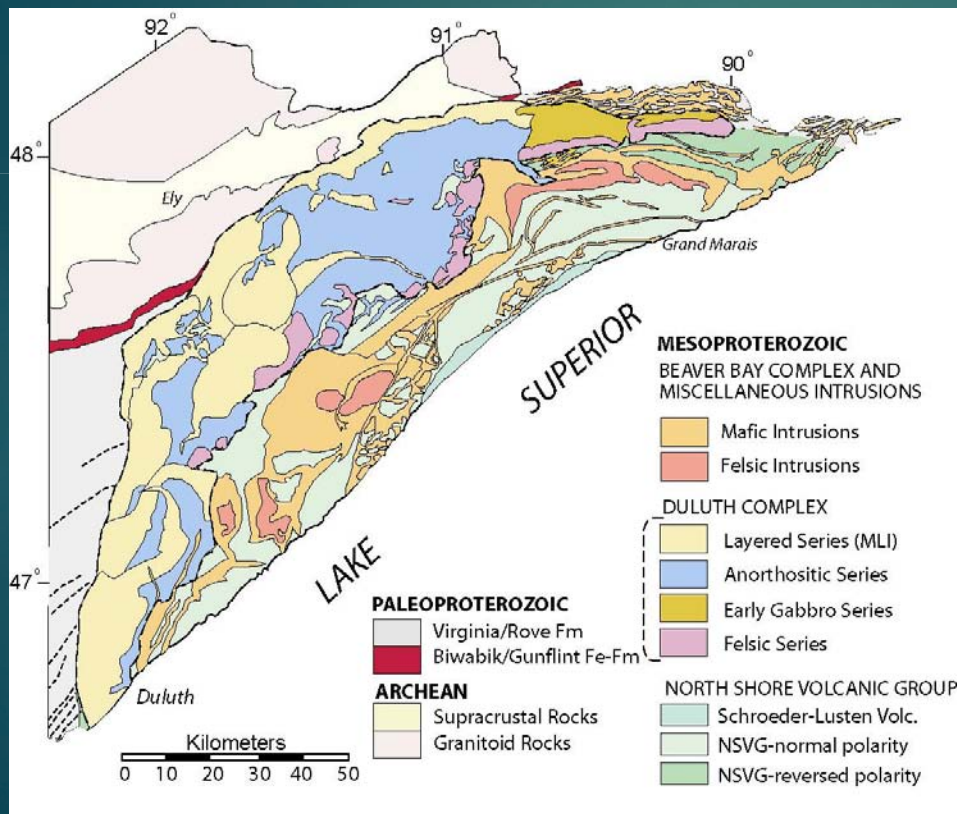 92°
91°
90°
48°
Ely
Grand Marais
47°
LAKE
SUPERIOR
Duluth
Kilometers
0 10 20 30 40 50
PALEOPROTEROZOIC
Virginia/Rove Fm
Biwabik/Gunflint Fe-Fm
ARCHEAN
Supracrustal Rocks
Granitoid Rocks
MESOPROTEROZOIC
BEAVER BAY COMPLEX AND
MISCELLANEOUS INTRUSIONS
Mafic Intrusions
Felsic Intrusions
DULUTH COMPLEX
Layered Series (MLI)
Anorthositic Series
Early Gabbro Series
Felsic Series
NORTH SHORE VOLCANIC GROUP
Schroeder-Lusten Volc.
NSVG-normal polarity
NSVG-reversed polarity